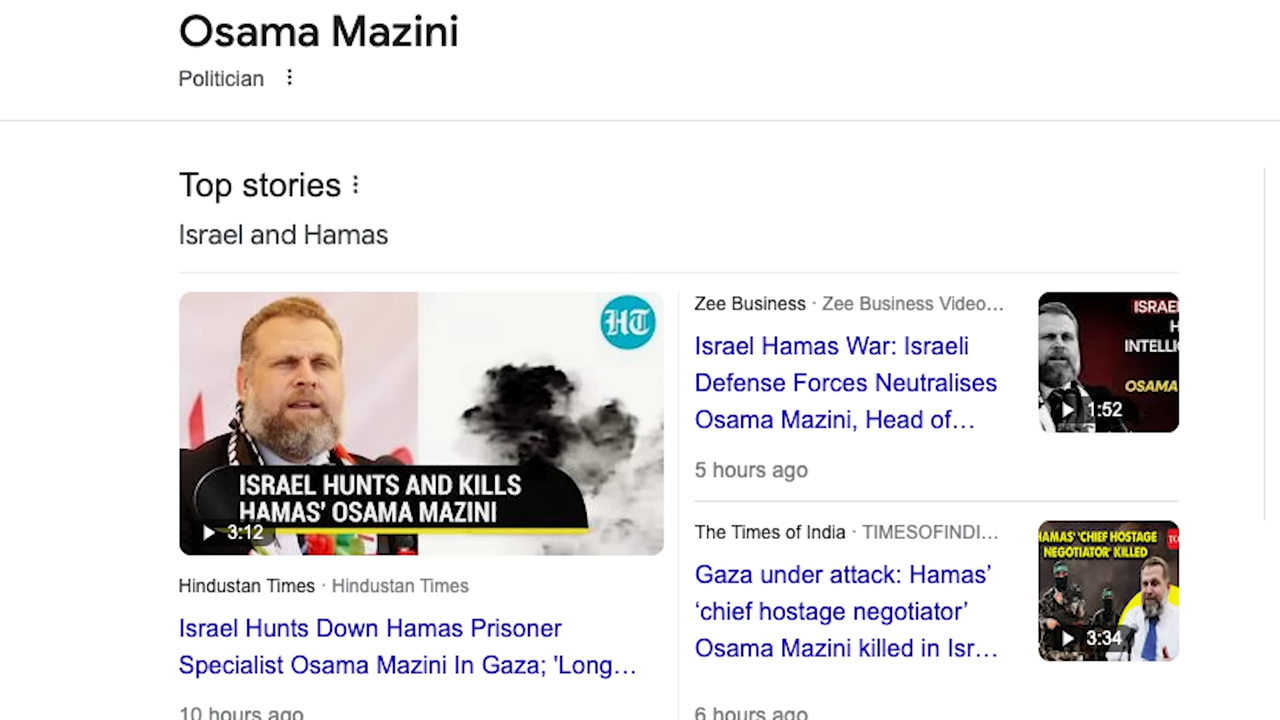 Osama Mazini
Politician
Top stories
Israel and Hamas
HT
ISRAEL HUNTS AND KILLS
HAMAS' OSAMA MAZINI
3:12
Hindustan Times · Hindustan Times
Israel Hunts Down Hamas Prisoner
Specialist Osama Mazini In Gaza; 'Long…
10 hours ago
Zee Business · Zee Business Video…
Israel Hamas War: Israeli
Defense Forces Neutralises
Osama Mazini, Head of…
5 hours ago
ISRAEL
H
INTELLI
OSAMA
1:52
The Times of India · TIMESOFINDI…
Gaza under attack: Hamas’
‘chief hostage negotiator’
Osama Mazini killed in Isr…
6 hours ago
HAMAS' 'CHIEF HOSTAGE
NEGOTIATOR' KILLED
3:34